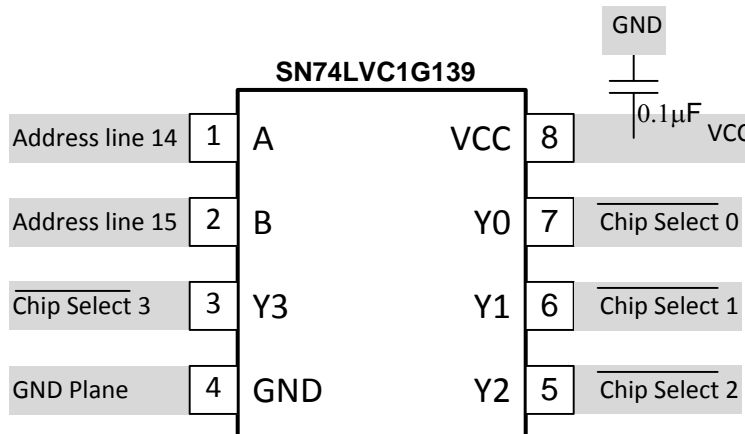 GND
SN74LVC1G139
0.1µF
Address line 14 1 A VCC 8 VCC
Address line 15 2 B Y0 7 Chip Select 0
Chip Select 3 3 Y3 Y1 6 Chip Select 1
GND Plane 4 GND Y2 5 Chip Select 2